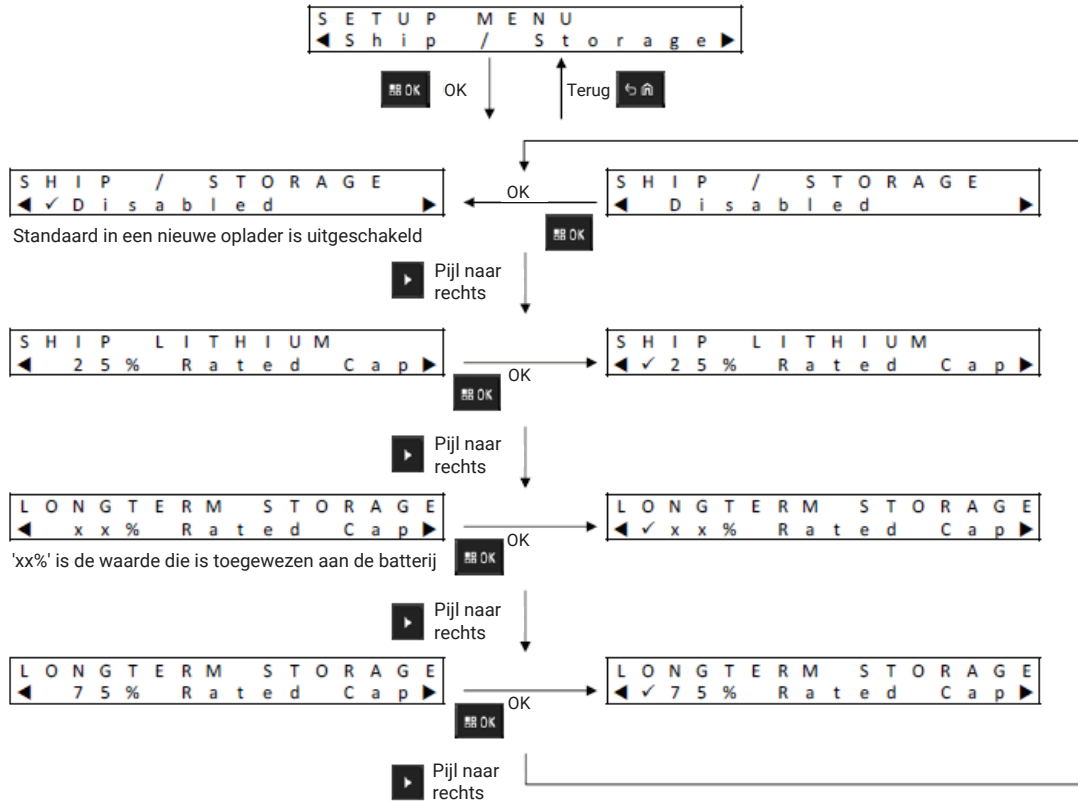 SETUP MENU
◀Ship / Storage▶
OK OK Terug
SHIP / STORAGE
◀✓Disabled ▶
OK
SHIP / STORAGE
◀ Disabled ▶
Standaard in een nieuwe oplader is uitgeschakeld
OK
Pijl naar
rechts
SHIP LITHIUM
◀ 25% Rated Cap▶
OK
OK
SHIP LITHIUM
◀✓25% Rated Cap▶
Pijl naar
rechts
LONGTERM STORAGE
◀ xx% Rated Cap▶
OK
OK
LONGTERM STORAGE
◀✓xx% Rated Cap▶
'xx%' is de waarde die is toegewezen aan de batterij
Pijl naar
rechts
LONGTERM STORAGE
◀ 75% Rated Cap▶
OK
OK
LONGTERM STORAGE
◀✓75% Rated Cap▶
Pijl naar
rechts